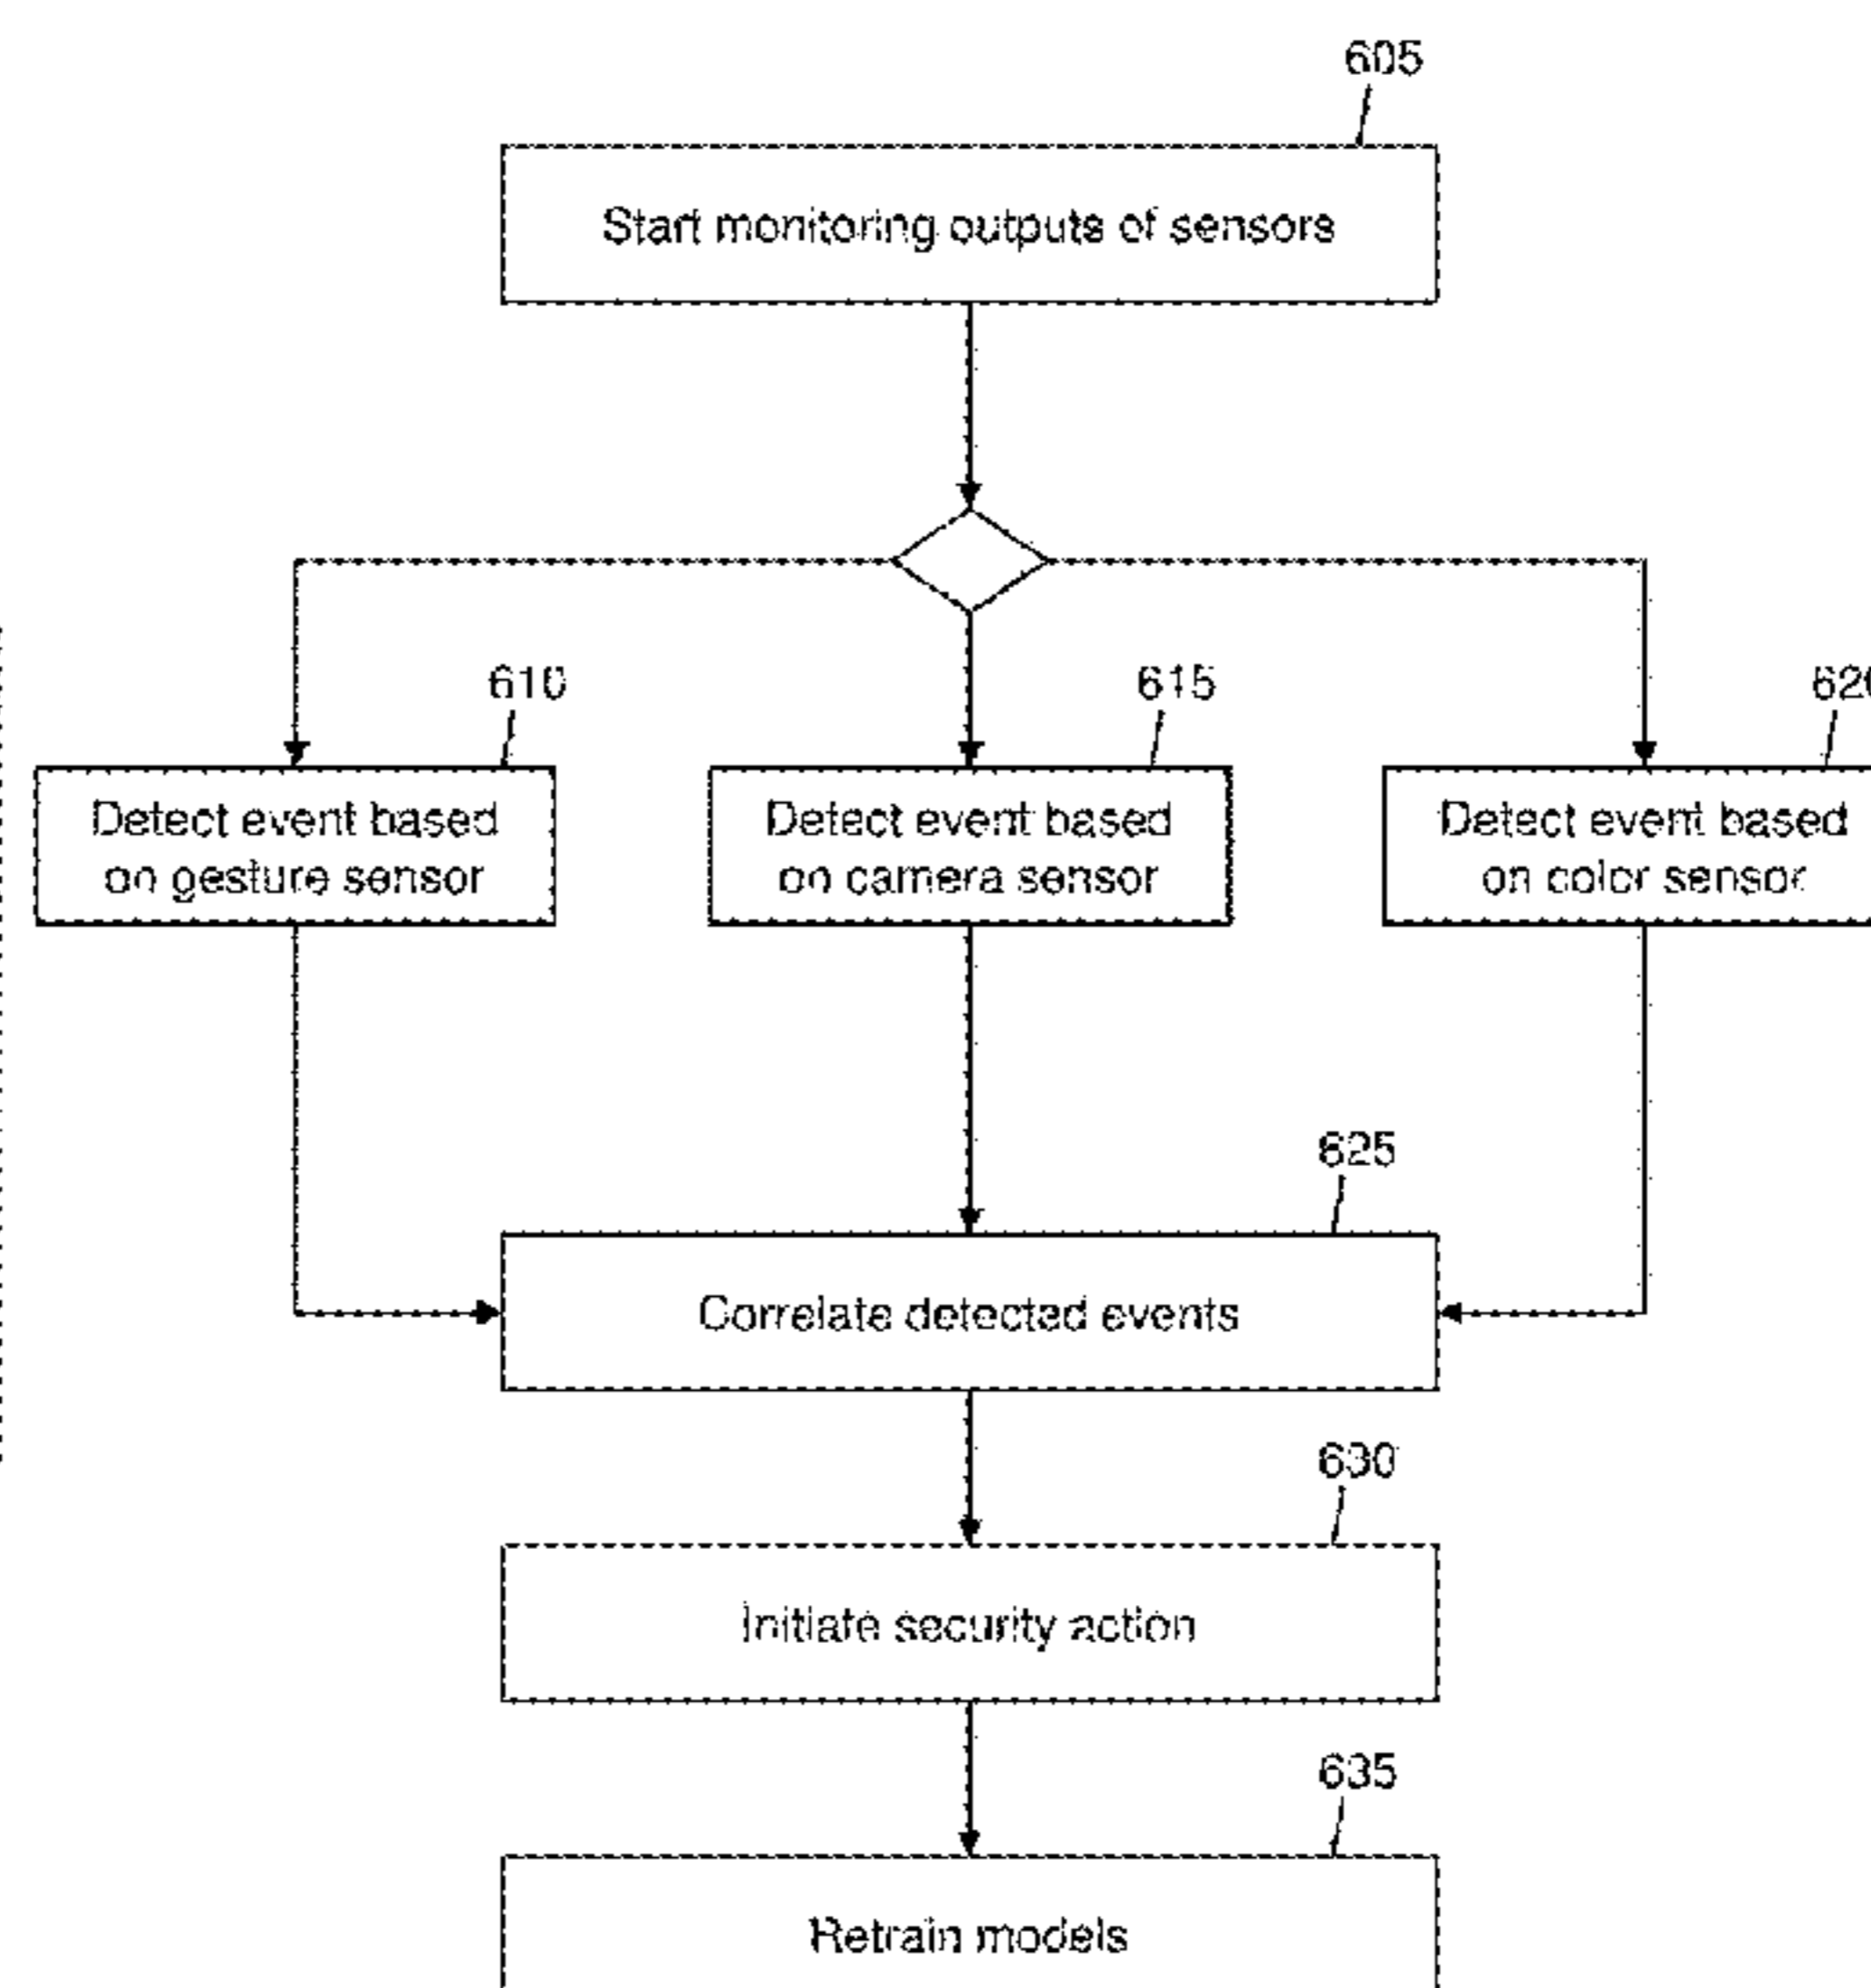 605
Start monitoring outputs of sensors
610
615
620
Detect event based
on gesture sensor
Detect event based
on camera sensor
Detect event based
on color sensor
625
Correlate detected events
630
Initiate security action
635
Retrain models